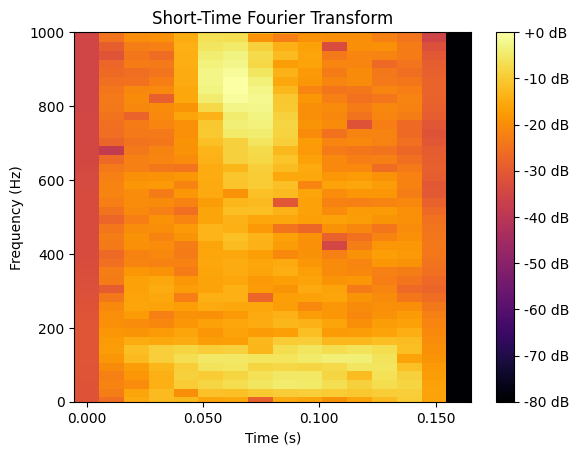 Short-Time Fourier Transform
1000
800
600
400
200
0
Frequency (Hz)
0.000
0.050
0.100
0.150
Time (s)
+0 dB
-10 dB
-20 dB
-30 dB
-40 dB
-50 dB
-60 dB
-70 dB
-80 dB